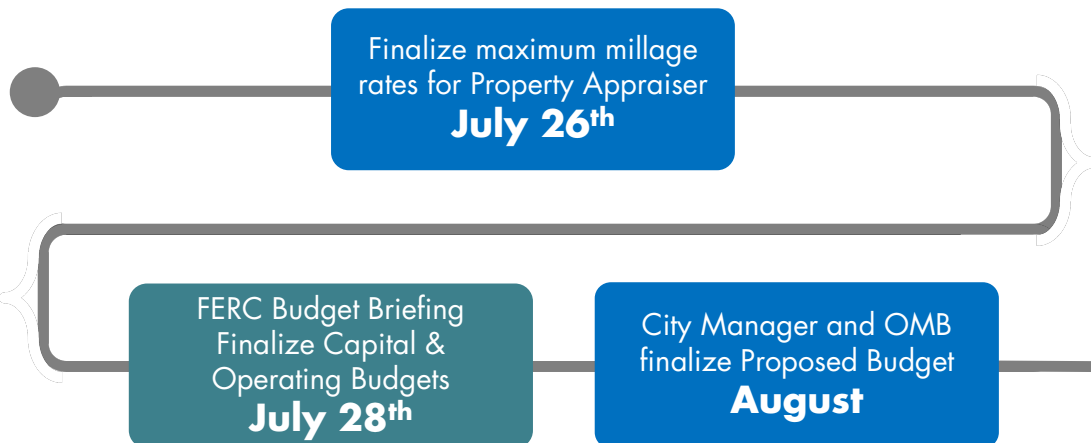 Finalize maximum millage
rates for Property Appraiser
July 26th
FERC Budget Briefing
Finalize Capital &
Operating Budgets
July 28th
City Manager and OMB
finalize Proposed Budget
August